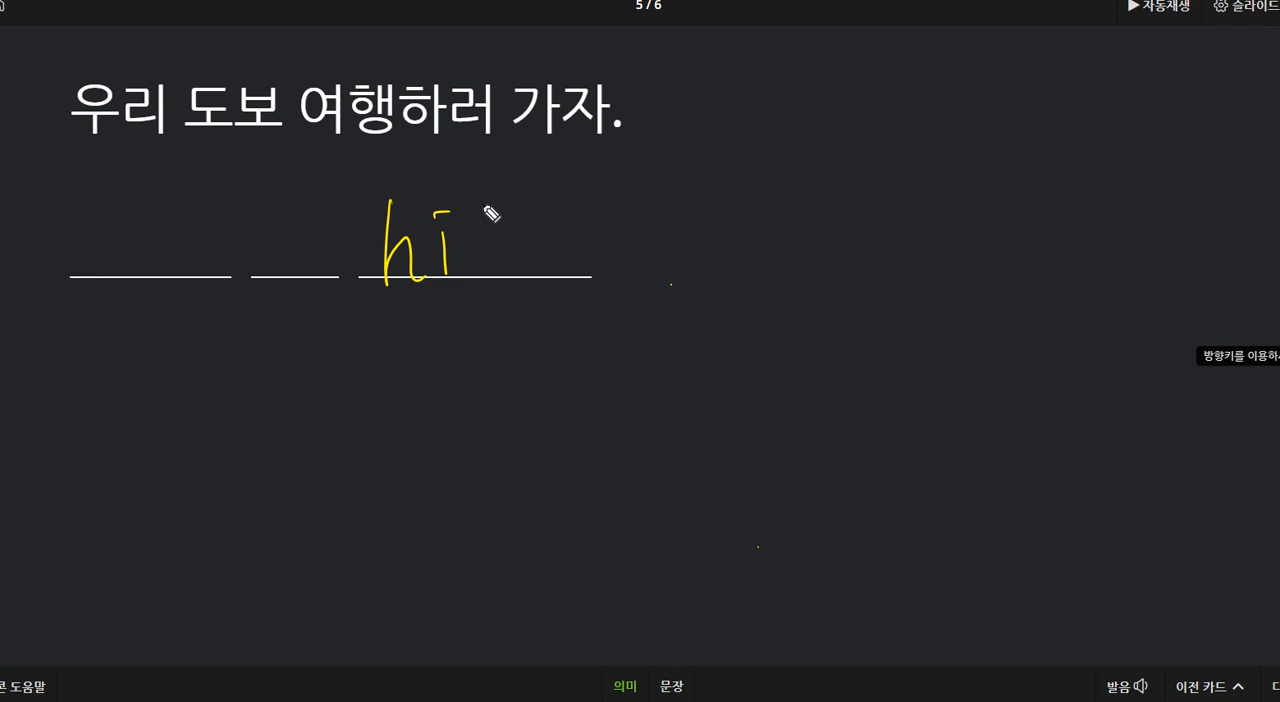 5 / 6
자동재생
슬라이드
우리 도보 여행하러 가자.
hi
방향키를 이용하
도움말
의미
문장
발음
이전 카드